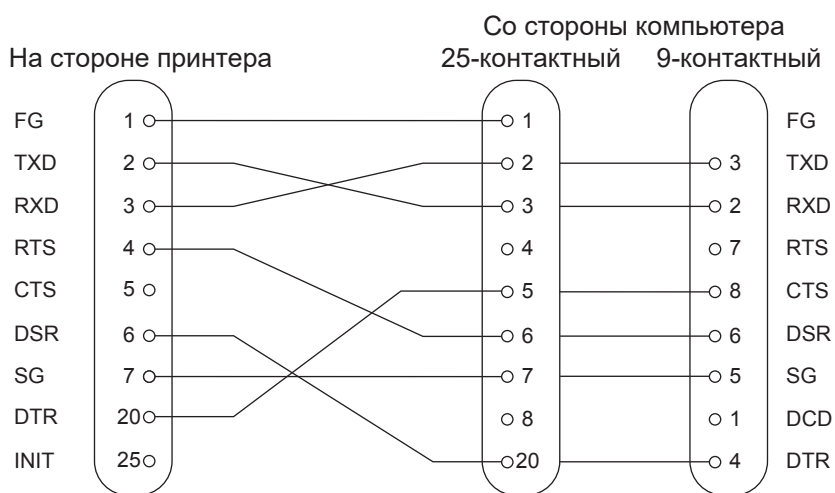 Со стороны компьютера
На стороне принтера 25-контактный 9-контактный
FG 1 1 FG
TXD 2 2 3 TXD
RXD 3 3 2 RXD
RTS 4 4 7 RTS
CTS 5 5 8 CTS
DSR 6 6 6 DSR
SG 7 7 5 SG
DTR 20 8 1 DCD
INIT 25 20 4 DTR